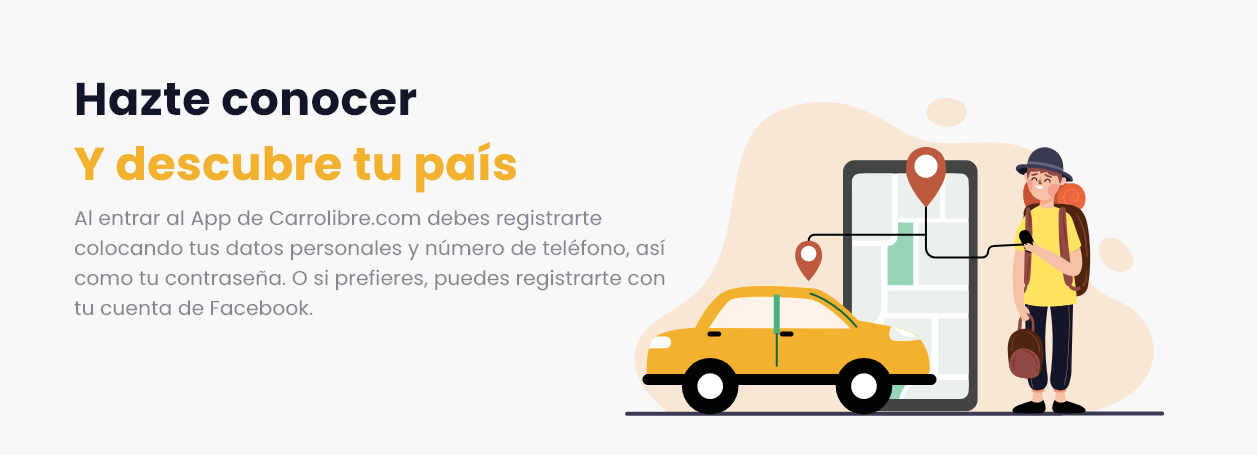 Hazte conocer
Y descubre tu país
Al entrar al App de Carrolibre.com debes registrarte
colocando tus datos personales y número de teléfono, así
como tu contraseña. O si prefieres, puedes registrarte con
tu cuenta de Facebook.